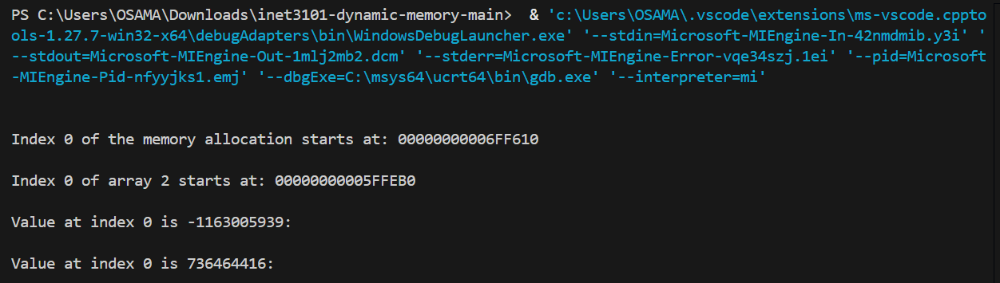 PS C:\Users\OSAMA\Downloads\inet3101-dynamic-memory-main>  & 'c:\Users\OSAMA\.vscode\extensions\ms-vscode.cppto
ols-1.27.7-win32-x64\debugAdapters\bin\WindowsDebugLauncher.exe' '--stdin=Microsoft-MIEngine-In-42nmdmib.y3i' '
--stdout=Microsoft-MIEngine-Out-1mlj2mb2.dcm' '--stderr=Microsoft-MIEngine-Error-vqe34szj.1ei' '--pid=Microsoft
-MIEngine-Pid-nfyyjks1.emj' '--dbgExe=C:\msys64\ucrt64\bin\gdb.exe' '--interpreter=mi'
Index 0 of the memory allocation starts at: 00000000006FF610
Index 0 of array 2 starts at: 00000000005FFEB0
Value at index 0 is -1163005939:
Value at index 0 is 736464416: